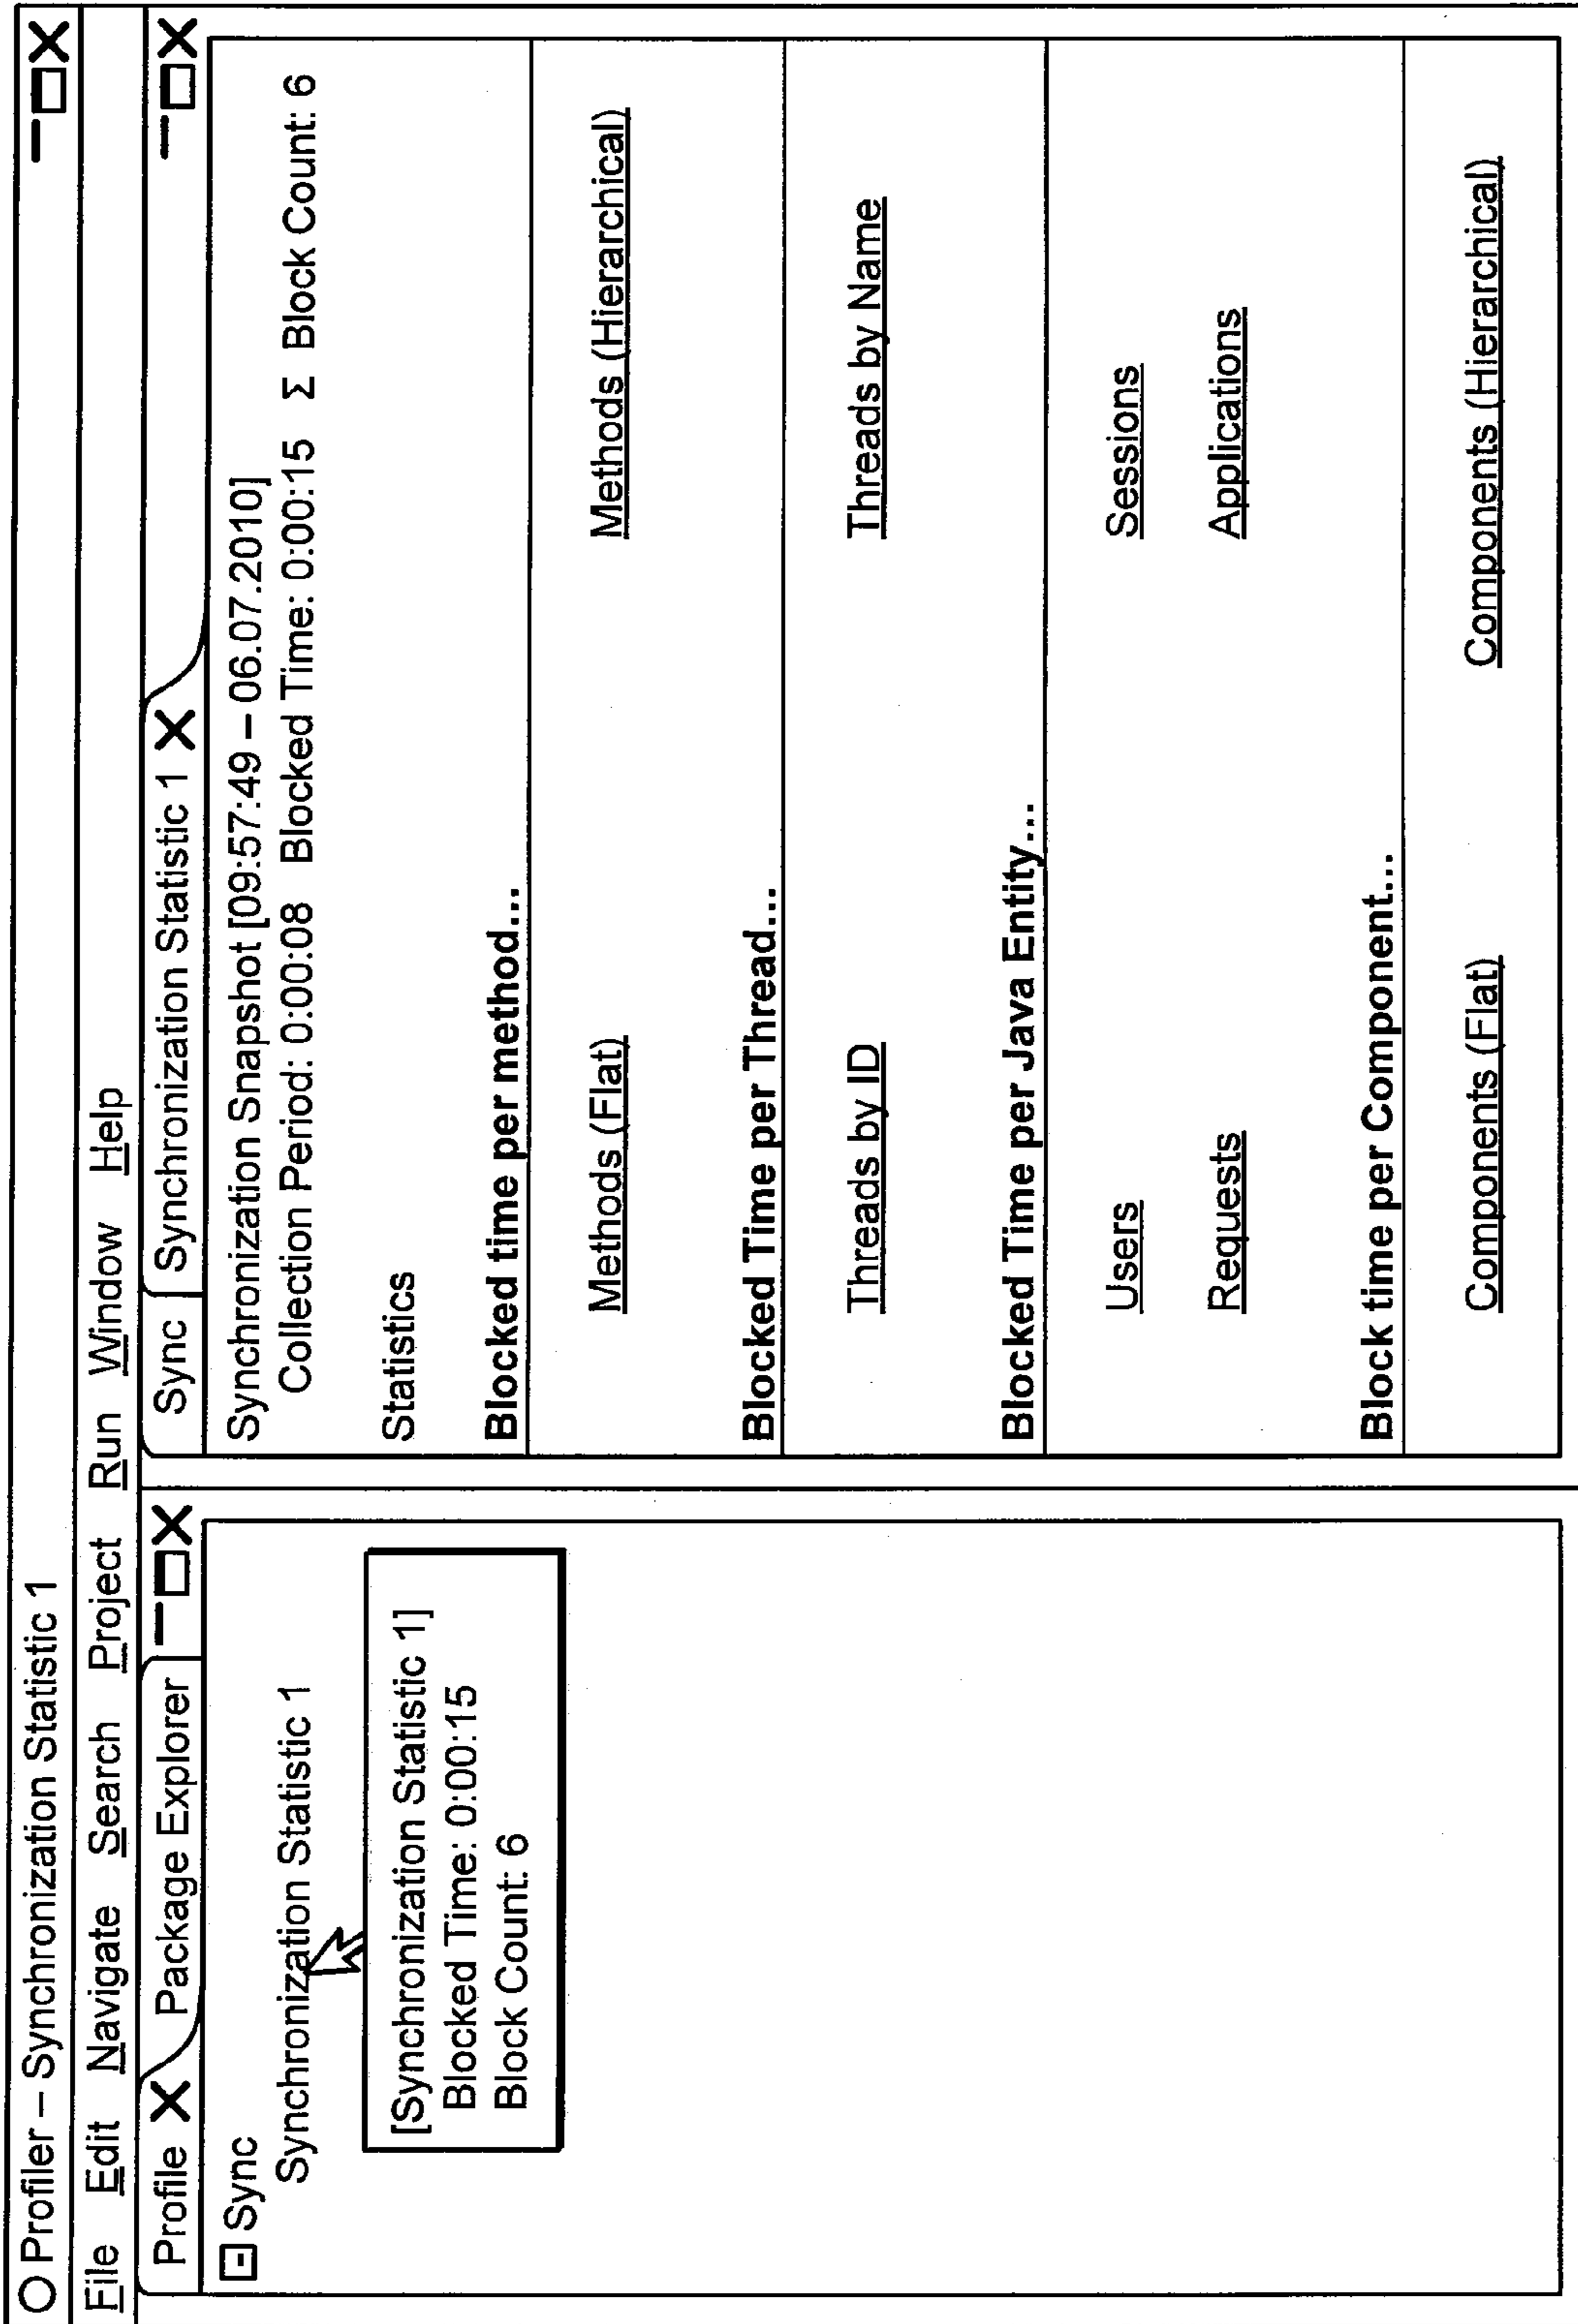 Profiler – Synchronization Statistic 1
File Edit Navigate Search Project Run Window Help
Profile X Package Explorer
Sync
Synchronization Statistic 1
[Synchronization Statistic 1]
Blocked Time: 0:00:15
Block Count: 6
Sync Synchronization Statistic 1 X
Synchronization Snapshot [09:57:49 – 06.07.2010]
Collection Period: 0:00:08 Blocked Time: 0:00:15 Σ Block Count: 6
Statistics
Blocked time per method...
Methods (Flat) Methods (Hierarchical)
Blocked Time per Thread...
Threads by ID Threads by Name
Blocked Time per Java Entity...
Users Sessions
Requests Applications
Block time per Component...
Components (Flat) Components (Hierarchical)